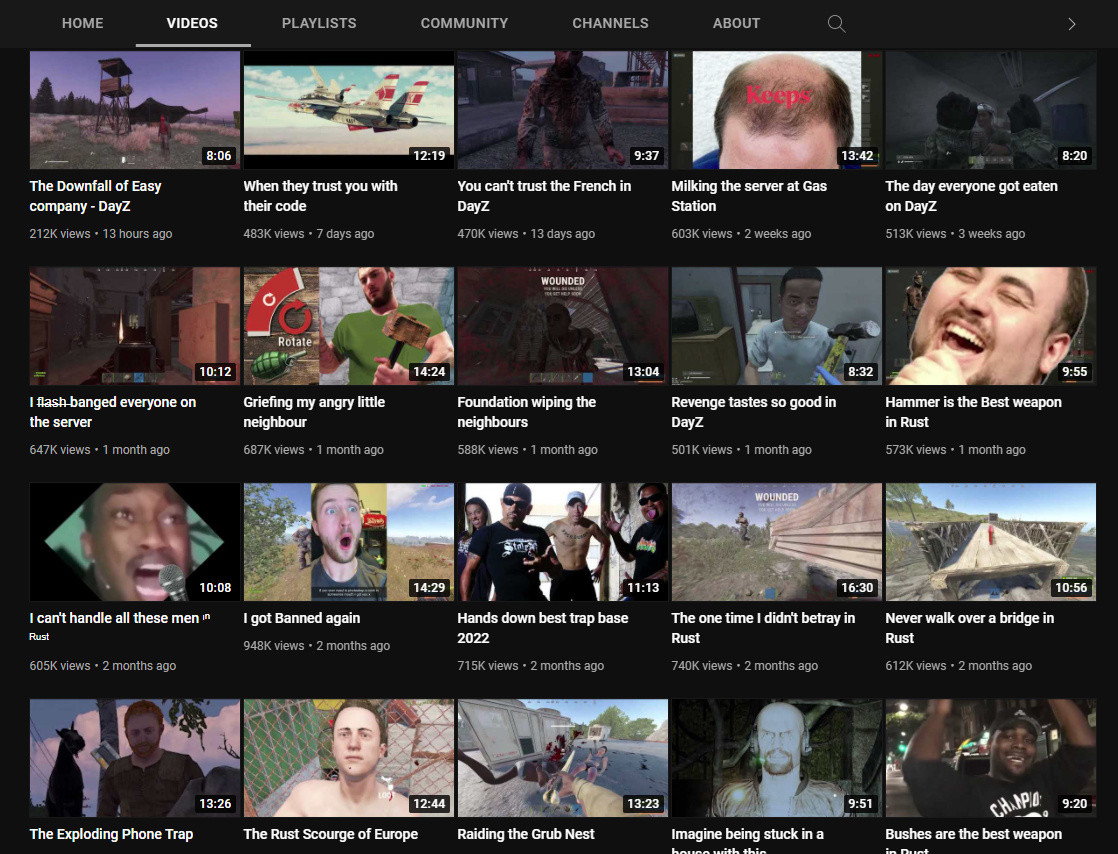 HOME VIDEOS PLAYLISTS COMMUNITY CHANNELS ABOUT
Keeps
8:06 12:19 9:37 13:42 8:20
The Downfall of Easy
company - DayZ
212K views • 13 hours ago
When they trust you with
their code
483K views • 7 days ago
You can't trust the French in
DayZ
470K views • 13 days ago
Milking the server at Gas
Station
603K views • 2 weeks ago
The day everyone got eaten
on DayZ
513K views • 3 weeks ago
10:12
I flash banged everyone on
the server
647K views • 1 month ago
Rotate
14:24
Griefing my angry little
neighbour
687K views • 1 month ago
WOUNDED
13:04
Foundation wiping the
neighbours
588K views • 1 month ago
8:32
Revenge tastes so good in
DayZ
501K views • 1 month ago
9:55
Hammer is the Best weapon
in Rust
573K views • 1 month ago
10:08
I can't handle all these men in
Rust
605K views • 2 months ago
14:29
I got Banned again
948K views • 2 months ago
11:13
Hands down best trap base
2022
715K views • 2 months ago
WOUNDED
16:30
The one time I didn't betray in
Rust
740K views • 2 months ago
10:56
Never walk over a bridge in
Rust
612K views • 2 months ago
13:26
The Exploding Phone Trap
LOOT
12:44
The Rust Scourge of Europe
13:23
Raiding the Grub Nest
9:51
Imagine being stuck in a
house with this
9:20
Bushes are the best weapon
in Rust